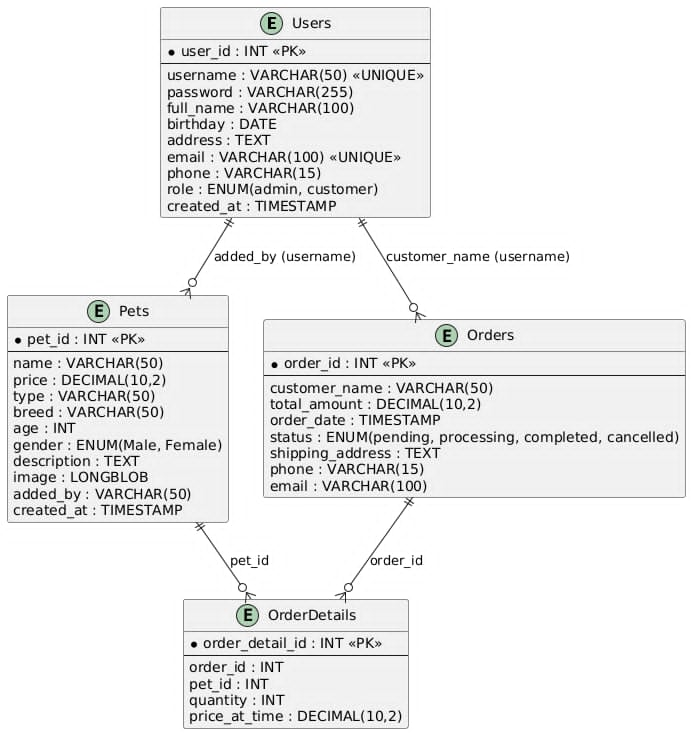 E Users
* user_id : INT «PK»
username : VARCHAR(50) «UNIQUE»
password : VARCHAR(255)
full_name : VARCHAR(100)
birthday : DATE
address : TEXT
email : VARCHAR(100) «UNIQUE»
phone : VARCHAR(15)
role : ENUM(admin, customer)
created_at : TIMESTAMP
added_by (username)
customer_name (username)
E Pets
* pet_id : INT «PK»
name : VARCHAR(50)
price : DECIMAL(10,2)
type : VARCHAR(50)
breed : VARCHAR(50)
age : INT
gender : ENUM(Male, Female)
description : TEXT
image : LONGBLOB
added_by : VARCHAR(50)
created_at : TIMESTAMP
E Orders
* order_id : INT «PK»
customer_name : VARCHAR(50)
total_amount : DECIMAL(10,2)
order_date : TIMESTAMP
status : ENUM(pending, processing, completed, cancelled)
shipping_address : TEXT
phone : VARCHAR(15)
email : VARCHAR(100)
pet_id
order_id
E OrderDetails
* order_detail_id : INT «PK»
order_id : INT
pet_id : INT
quantity : INT
price_at_time : DECIMAL(10,2)